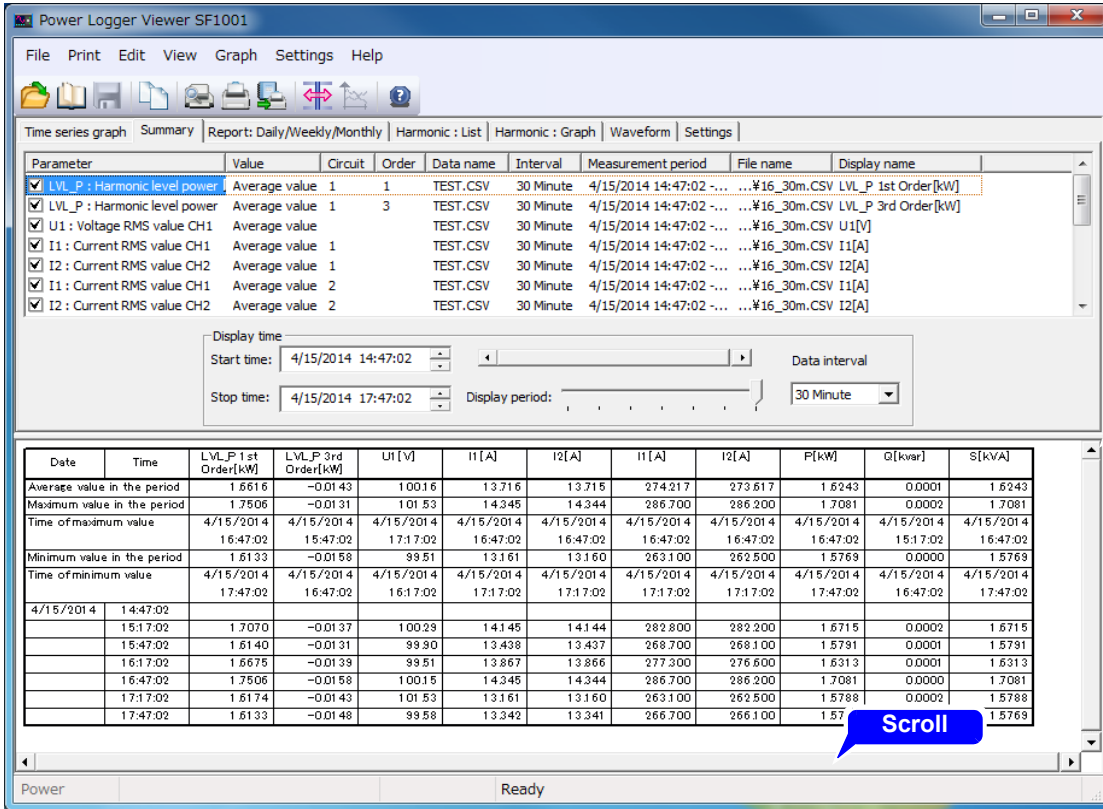 Power Logger Viewer SF1001
File Print Edit View Graph Settings Help
Time series graph Summary Report: Daily/Weekly/Monthly Harmonic : List Harmonic : Graph Waveform Settings
Parameter Value Circuit Order Data name Interval Measurement period File name Display name
LVL_P : Harmonic level power Average value 1 1 TEST.CSV 30 Minute 4/15/2014 14:47:02 -... ...¥16_30m.CSV LVL_P 1st Order[kW]
LVL_P : Harmonic level power Average value 1 3 TEST.CSV 30 Minute 4/15/2014 14:47:02 -... ...¥16_30m.CSV LVL_P 3rd Order[kW]
U1 : Voltage RMS value CH1 Average value TEST.CSV 30 Minute 4/15/2014 14:47:02 -... ...¥16_30m.CSV U1[V]
I1 : Current RMS value CH1 Average value 1 TEST.CSV 30 Minute 4/15/2014 14:47:02 -... ...¥16_30m.CSV I1[A]
I2 : Current RMS value CH2 Average value 1 TEST.CSV 30 Minute 4/15/2014 14:47:02 -... ...¥16_30m.CSV I2[A]
I1 : Current RMS value CH1 Average value 2 TEST.CSV 30 Minute 4/15/2014 14:47:02 -... ...¥16_30m.CSV I1[A]
I2 : Current RMS value CH2 Average value 2 TEST.CSV 30 Minute 4/15/2014 14:47:02 -... ...¥16_30m.CSV I2[A]
Display time
Start time: 4/15/2014 14:47:02
Data interval
Stop time: 4/15/2014 17:47:02 Display period: 30 Minute
Date Time LVL_P 1st Order[kW] LVL_P 3rd Order[kW] U1[V] I1[A] I2[A] I1[A] I2[A] P[kW] Q[kvar] S[kVA]
Average value in the period 1.6616 -0.0143 100.16 13.716 13.715 274.217 273.617 1.6243 0.0001 1.6243
Maximum value in the period 1.7506 -0.0131 101.53 14.345 14.344 286.700 286.200 1.7081 0.0002 1.7081
Time of maximum value 4/15/2014 4/15/2014 4/15/2014 4/15/2014 4/15/2014 4/15/2014 4/15/2014 4/15/2014 4/15/2014 4/15/2014
16:47:02 15:47:02 17:17:02 16:47:02 16:47:02 16:47:02 16:47:02 16:47:02 15:17:02 16:47:02
Minimum value in the period 1.6133 -0.0158 99.51 13.161 13.160 263.100 262.500 1.5769 0.0000 1.5769
Time of minimum value 4/15/2014 4/15/2014 4/15/2014 4/15/2014 4/15/2014 4/15/2014 4/15/2014 4/15/2014 4/15/2014 4/15/2014
17:47:02 16:47:02 16:17:02 17:17:02 17:17:02 17:17:02 17:17:02 17:47:02 16:47:02 17:47:02
4/15/2014 14:47:02
15:17:02 1.7070 -0.0137 100.29 14.145 14.144 282.800 282.200 1.6715 0.0002 1.6715
15:47:02 1.6140 -0.0131 99.90 13.438 13.437 268.700 268.100 1.5791 0.0001 1.5791
16:17:02 1.6675 -0.0139 99.51 13.867 13.866 277.300 276.600 1.6313 0.0001 1.6313
16:47:02 1.7506 -0.0158 100.15 14.345 14.344 286.700 286.200 1.7081 0.0000 1.7081
17:17:02 1.6174 -0.0143 101.53 13.161 13.160 263.100 262.500 1.5788 0.0002 1.5788
17:47:02 1.6133 -0.0148 99.58 13.342 13.341 266.700 266.100 1.5769
Scroll
Power Ready